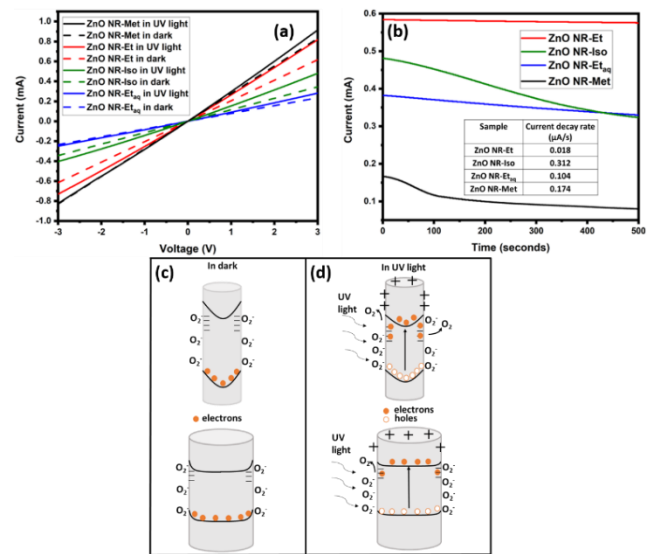 (a)
ZnO NR-Met in UV light
ZnO NR-Met in dark
ZnO NR-Et in UV light
ZnO NR-Et in dark
ZnO NR-Iso in UV light
ZnO NR-Iso in dark
ZnO NR-Etaq in UV light
ZnO NR-Etaq in dark
Current (mA)
1.0
0.8
0.6
0.4
0.2
0.0
-0.2
-0.4
-0.6
-0.8
-1.0
-3
-2
-1
0
1
2
3
Voltage (V)
(b)
ZnO NR-Et
ZnO NR-Iso
ZnO NR-Etaq
ZnO NR-Met
Current (mA)
0.6
0.5
0.4
0.3
0.2
0.1
Sample Current decay rate
(µA/s)
ZnO NR-Et 0.018
ZnO NR-Iso 0.312
ZnO NR-Etaq 0.104
ZnO NR-Met 0.174
0
100
200
300
400
500
Time (seconds)
(c)
In dark
O2-
O2-
O2-
O2-
O2-
O2-
electrons
O2-
O2-
O2-
O2-
O2-
O2-
(d)
In UV light
+ + +
+ +
+ +
UV
light
O2
O2
O2-
O2-
O2-
O2-
electrons
holes
+ + +
+ +
UV
light
O2
O2-
O2-
O2-
O2-
O2-